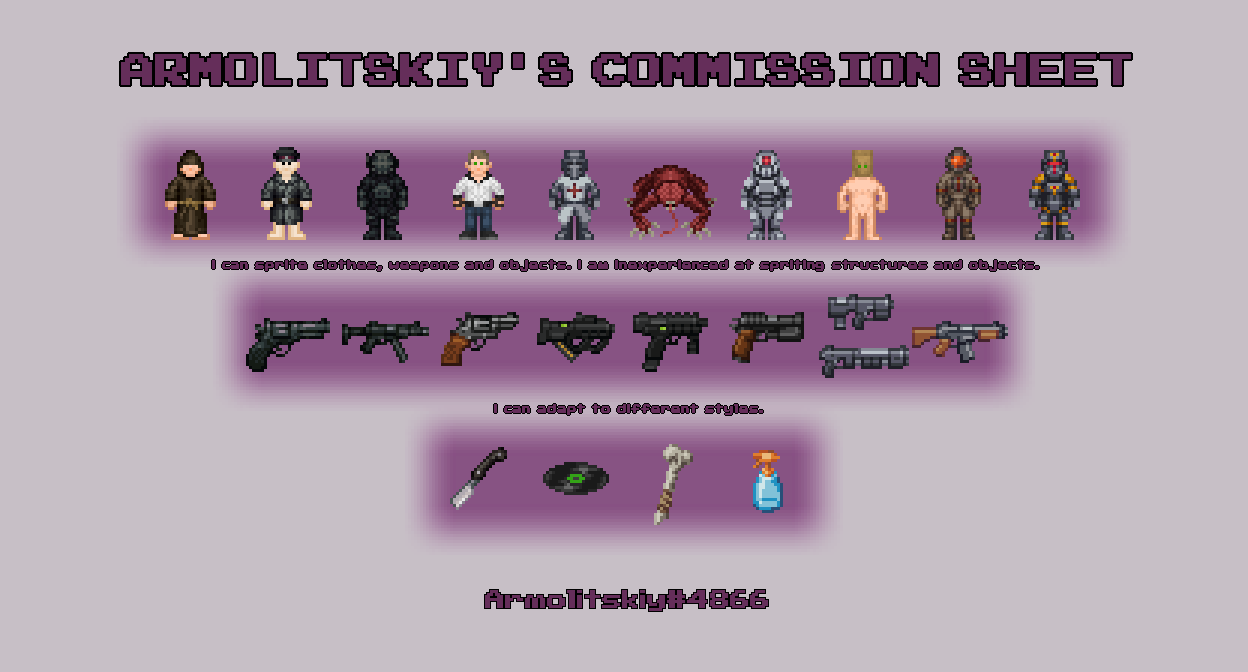 ARMOLITSKIY'S COMMISSION SHEET
I can sprite clothes, weapons and objects. I am inexperienced at spriting structures and objects.
I can adapt to different styles.
Armolitskiy#4866